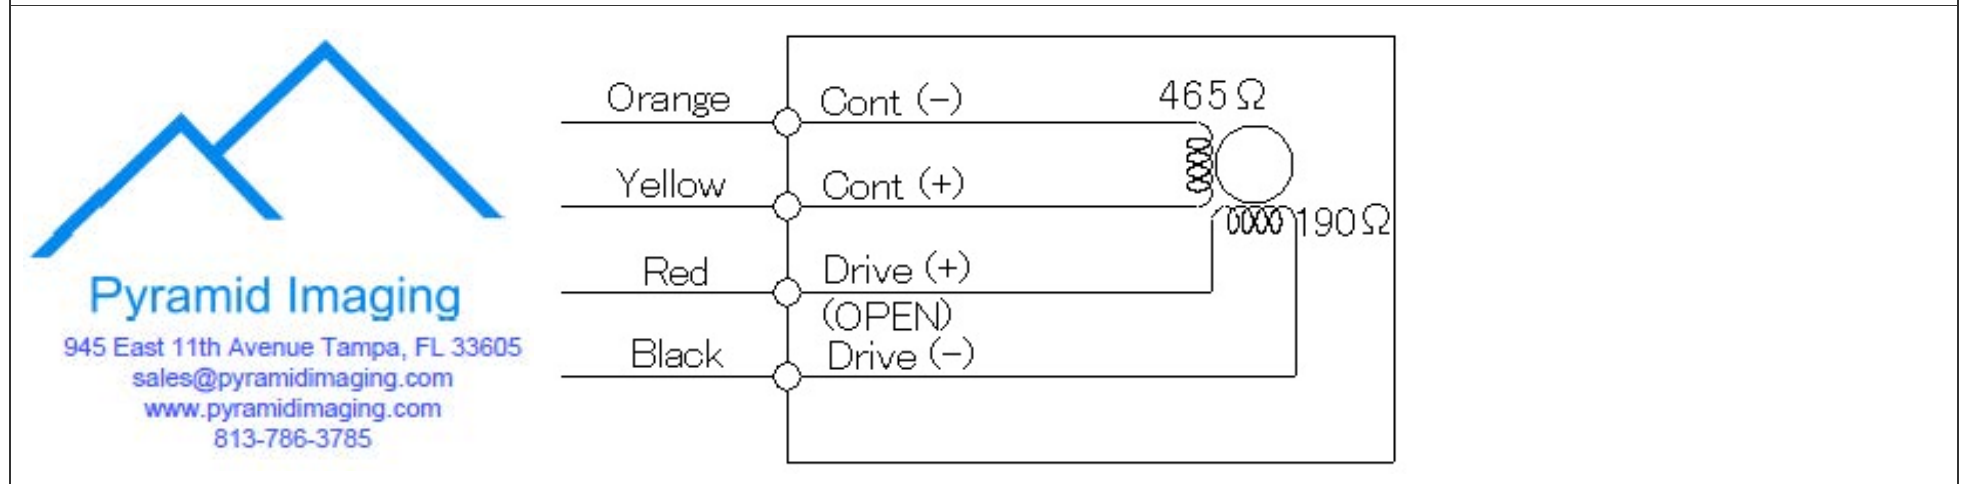 Pyramid Imaging
945 East 11th Avenue Tampa, FL 33605
sales@pyramidimaging.com
www.pyramidimaging.com
813-786-3785
Orange Cont (−) 465Ω
Yellow Cont (+)
190Ω
Red Drive (+)
(OPEN)
Black Drive (−)